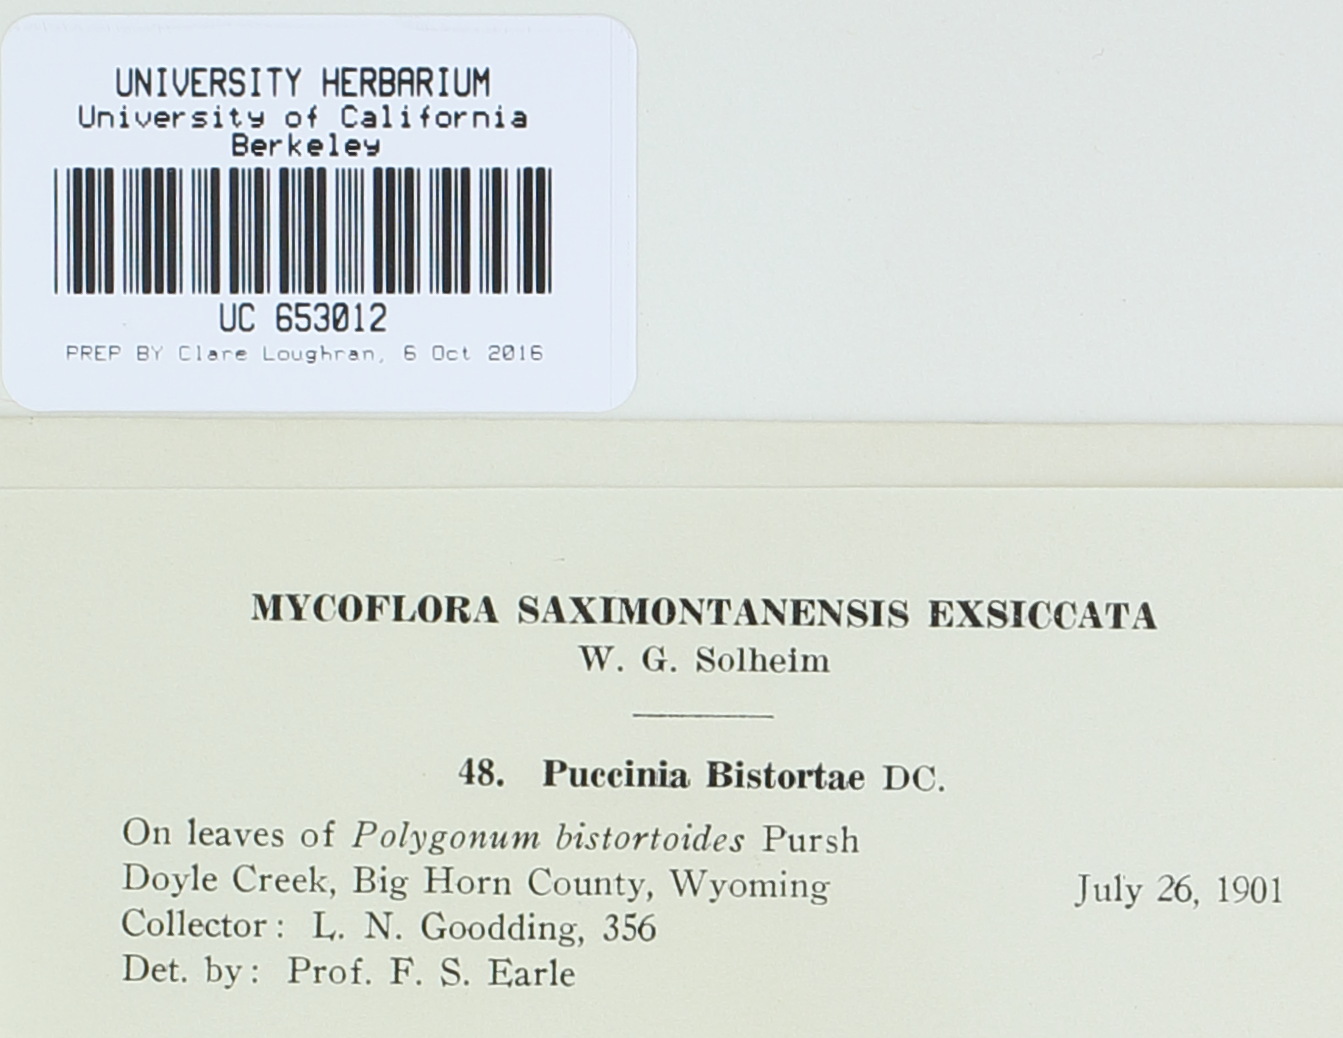 UNIVERSITY HERBARIUM
University of California
Berkeley
UC 653012
PREP BY Clare Loughran, 6 Oct 2016
MYCOFLORA SAXIMONTANENSIS EXSICCATA
W. G. Solheim
48. Puccinia Bistortae DC.
On leaves of Polygonum bistortoides Pursh
Doyle Creek, Big Horn County, Wyoming July 26, 1901
Collector: L. N. Goodding, 356
Det. by: Prof. F. S. Earle